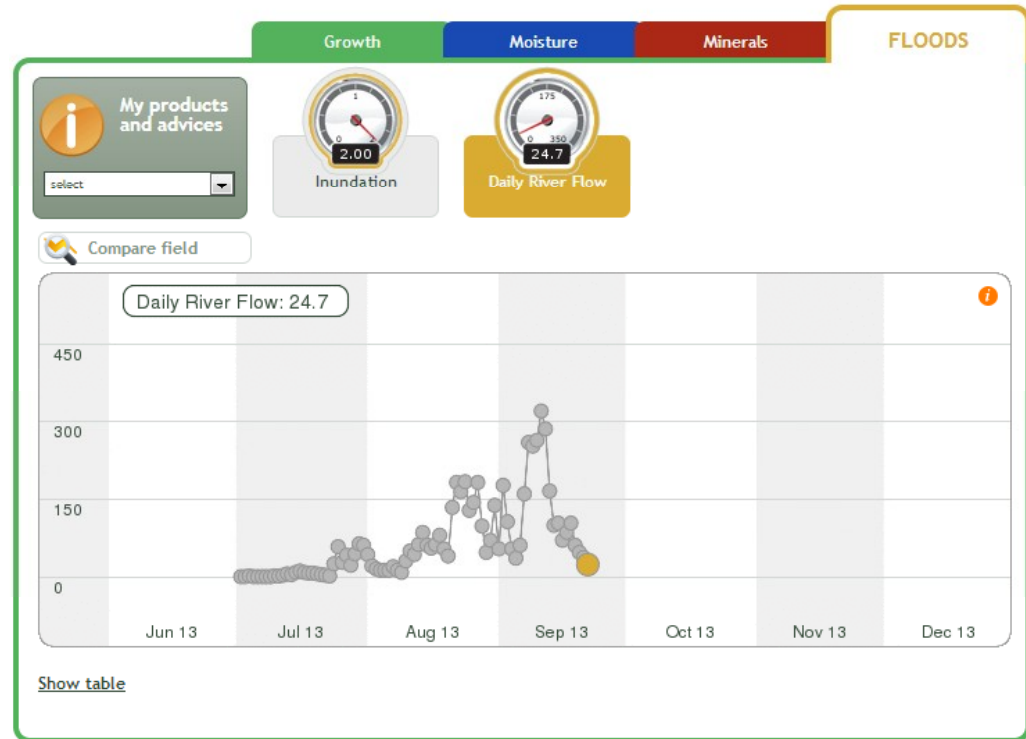 Growth
Moisture
Minerals
FLOODS
My products
and advices
select
1
0 2
2.00
Inundation
175
0 350
24.7
Daily River Flow
Compare field
Daily River Flow: 24.7
450
300
150
0
Jun 13
Jul 13
Aug 13
Sep 13
Oct 13
Nov 13
Dec 13
Show table